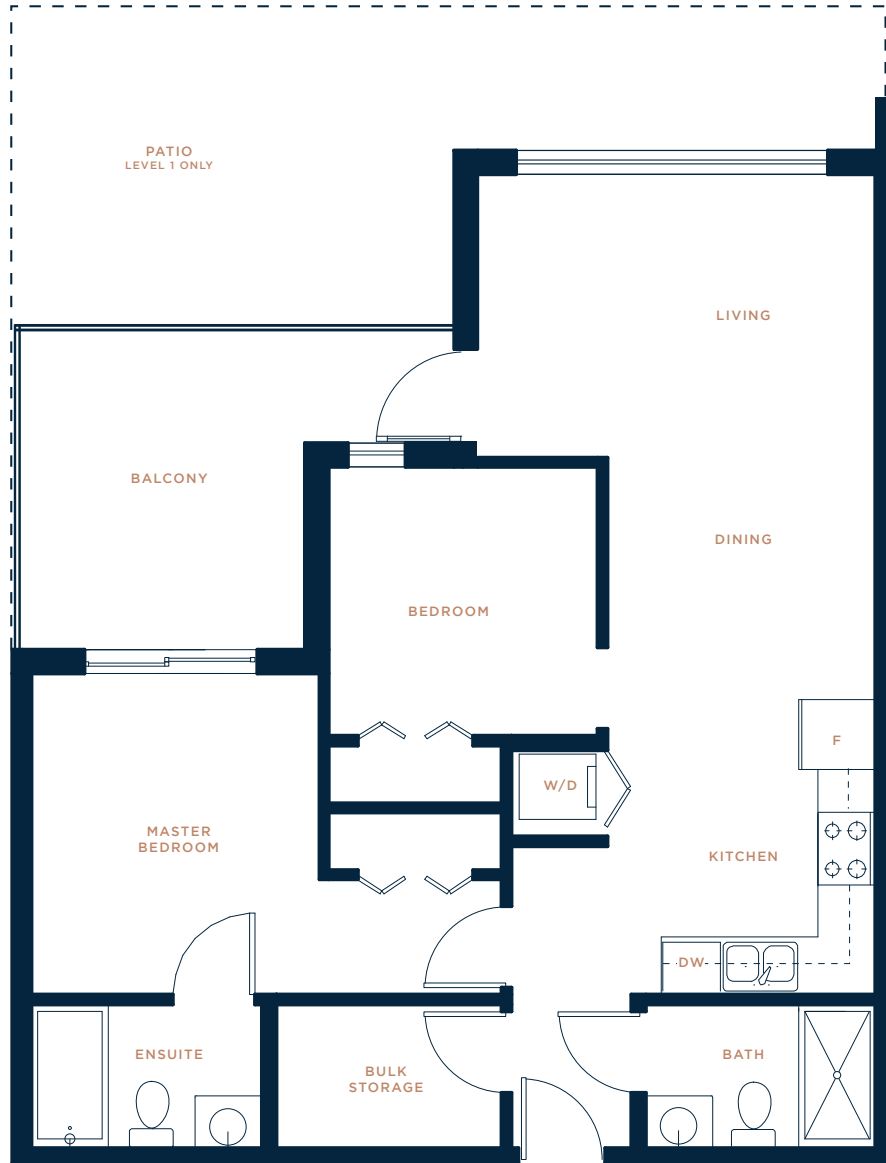 PATIO
LEVEL 1 ONLY
LIVING
BALCONY
DINING
BEDROOM
F
W/D
MASTER
BEDROOM
KITCHEN
DW
ENSUITE
BULK
STORAGE
BATH